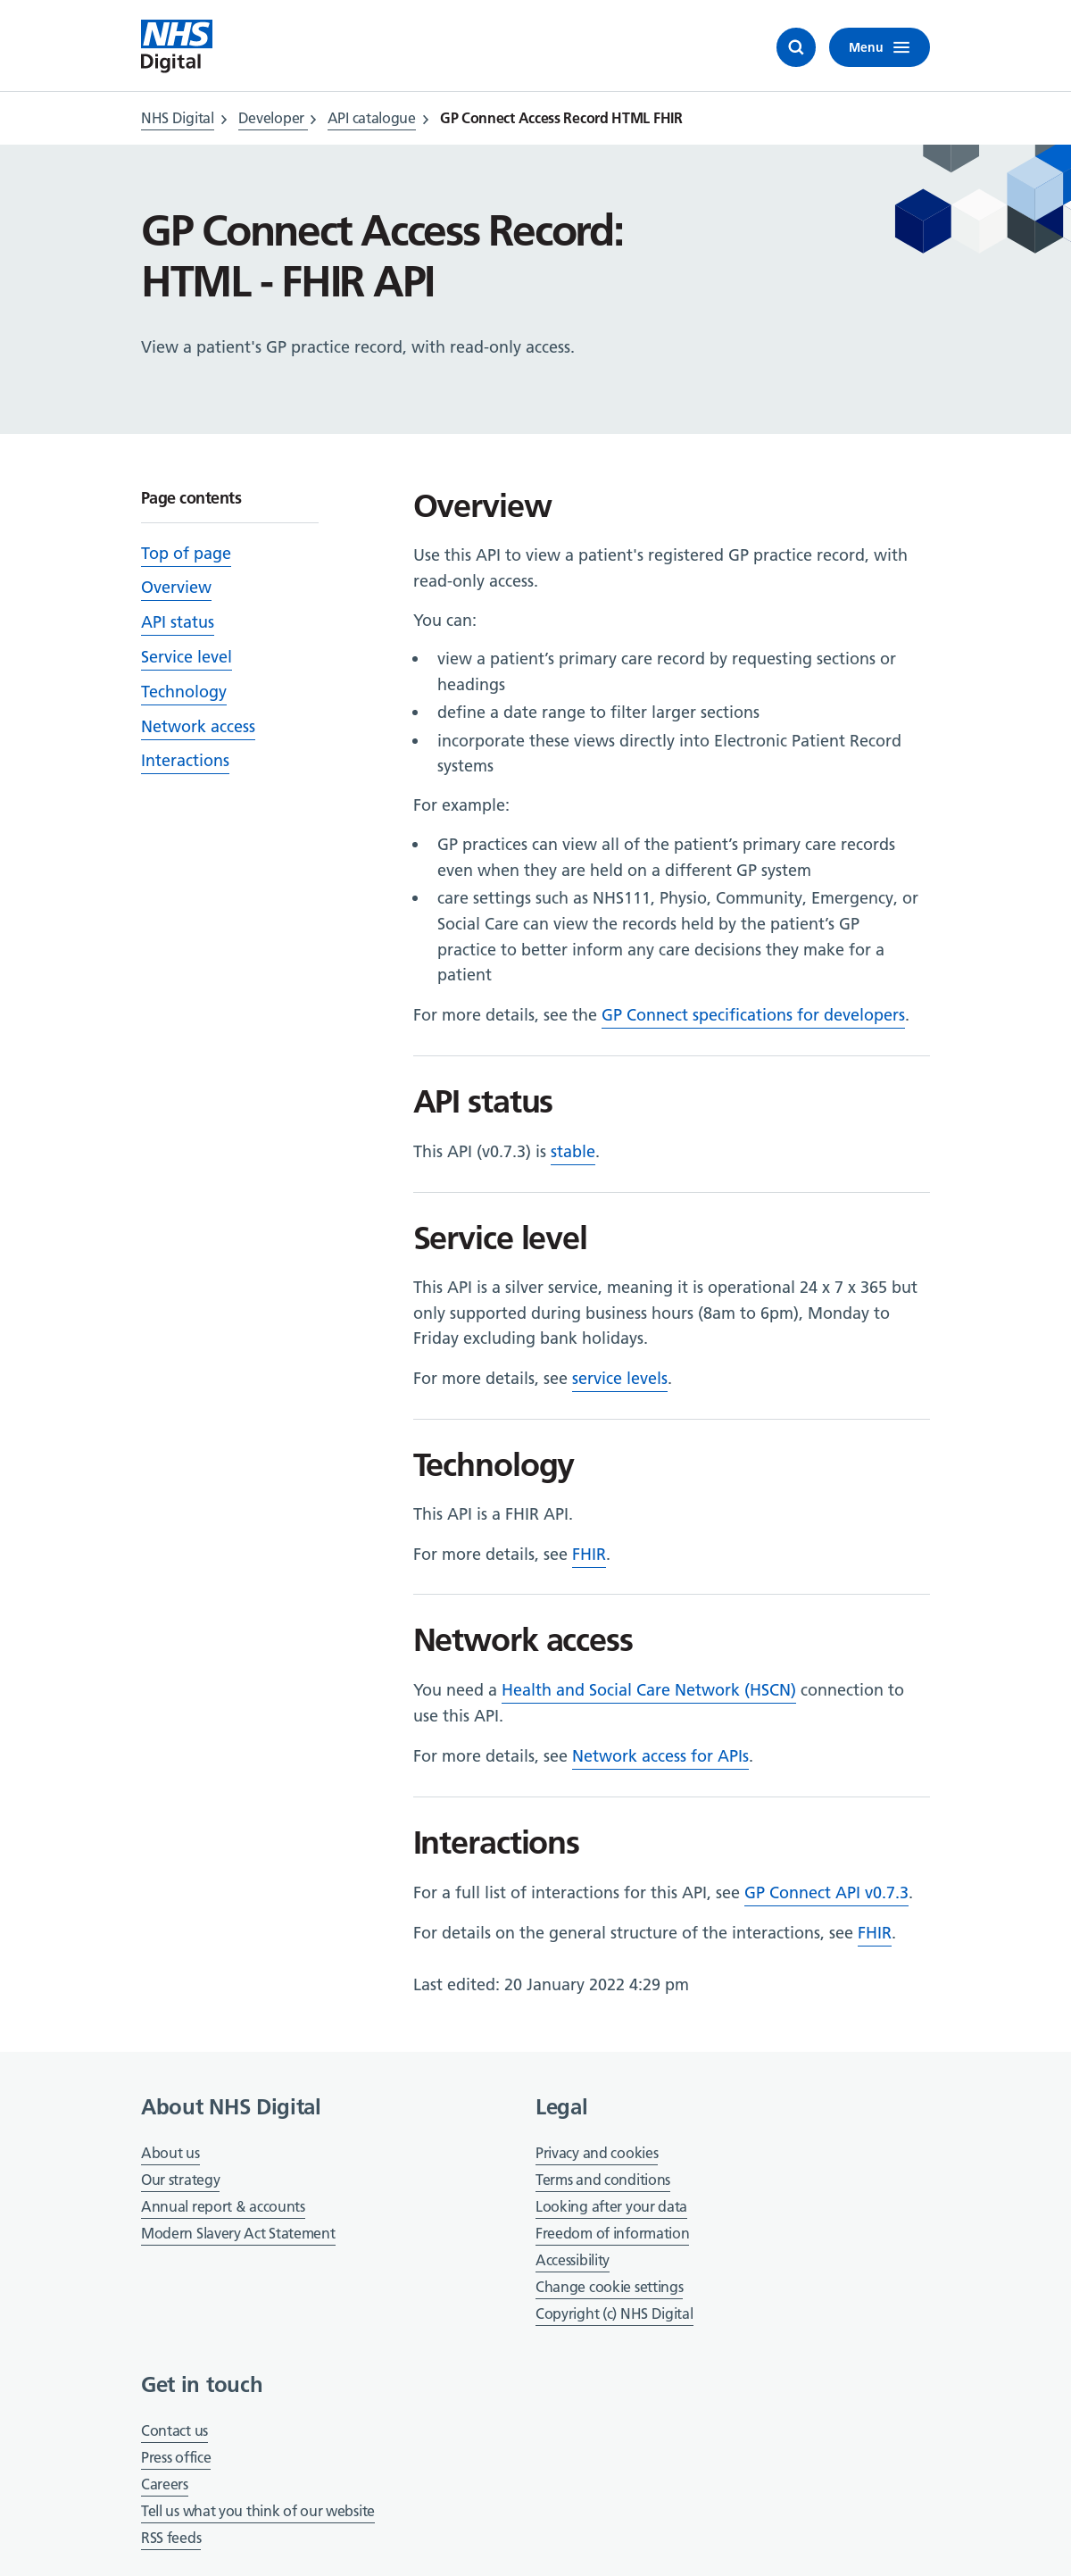 NHS
Digital
Menu
NHS Digital
Developer
API catalogue
GP Connect Access Record HTML FHIR
GP Connect Access Record:
HTML - FHIR API
View a patient's GP practice record, with read-only access.
Page contents
Top of page
Overview
API status
Service level
Technology
Network access
Interactions
Overview
Use this API to view a patient's registered GP practice record, with
read-only access.
You can:
view a patient’s primary care record by requesting sections or
headings
define a date range to filter larger sections
incorporate these views directly into Electronic Patient Record
systems
For example:
GP practices can view all of the patient’s primary care records
even when they are held on a different GP system
care settings such as NHS111, Physio, Community, Emergency, or
Social Care can view the records held by the patient’s GP
practice to better inform any care decisions they make for a
patient
For more details, see the GP Connect specifications for developers.
API status
This API (v0.7.3) is stable.
Service level
This API is a silver service, meaning it is operational 24 x 7 x 365 but
only supported during business hours (8am to 6pm), Monday to
Friday excluding bank holidays.
For more details, see service levels.
Technology
This API is a FHIR API.
For more details, see FHIR.
Network access
You need a Health and Social Care Network (HSCN) connection to
use this API.
For more details, see Network access for APIs.
Interactions
For a full list of interactions for this API, see GP Connect API v0.7.3.
For details on the general structure of the interactions, see FHIR.
Last edited: 20 January 2022 4:29 pm
About NHS Digital
About us
Our strategy
Annual report & accounts
Modern Slavery Act Statement
Legal
Privacy and cookies
Terms and conditions
Looking after your data
Freedom of information
Accessibility
Change cookie settings
Copyright (c) NHS Digital
Get in touch
Contact us
Press office
Careers
Tell us what you think of our website
RSS feeds